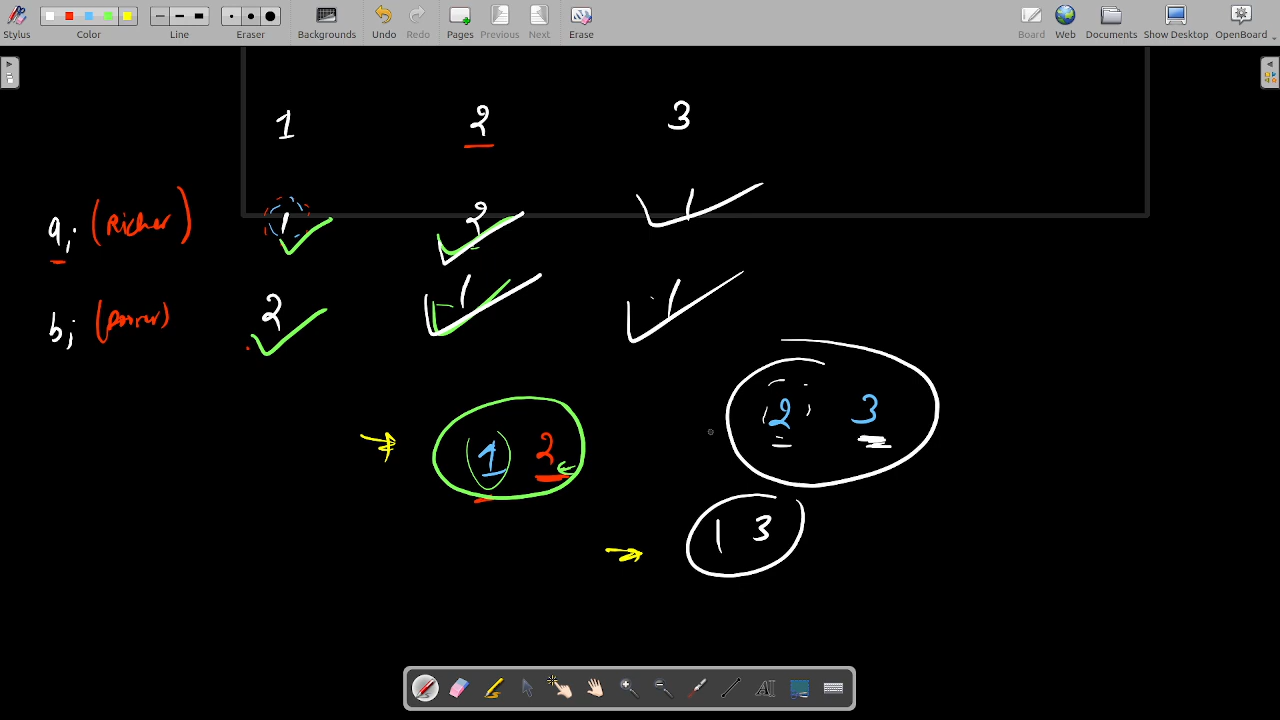 Stylus Color Line Eraser Backgrounds Undo Redo Pages Previous Next Erase Board Web Documents Show Desktop OpenBoard
1 2 3
ai (Richer) 1 2 1
bi (Poorer) 2 1 1
2 3
1 2
1 3